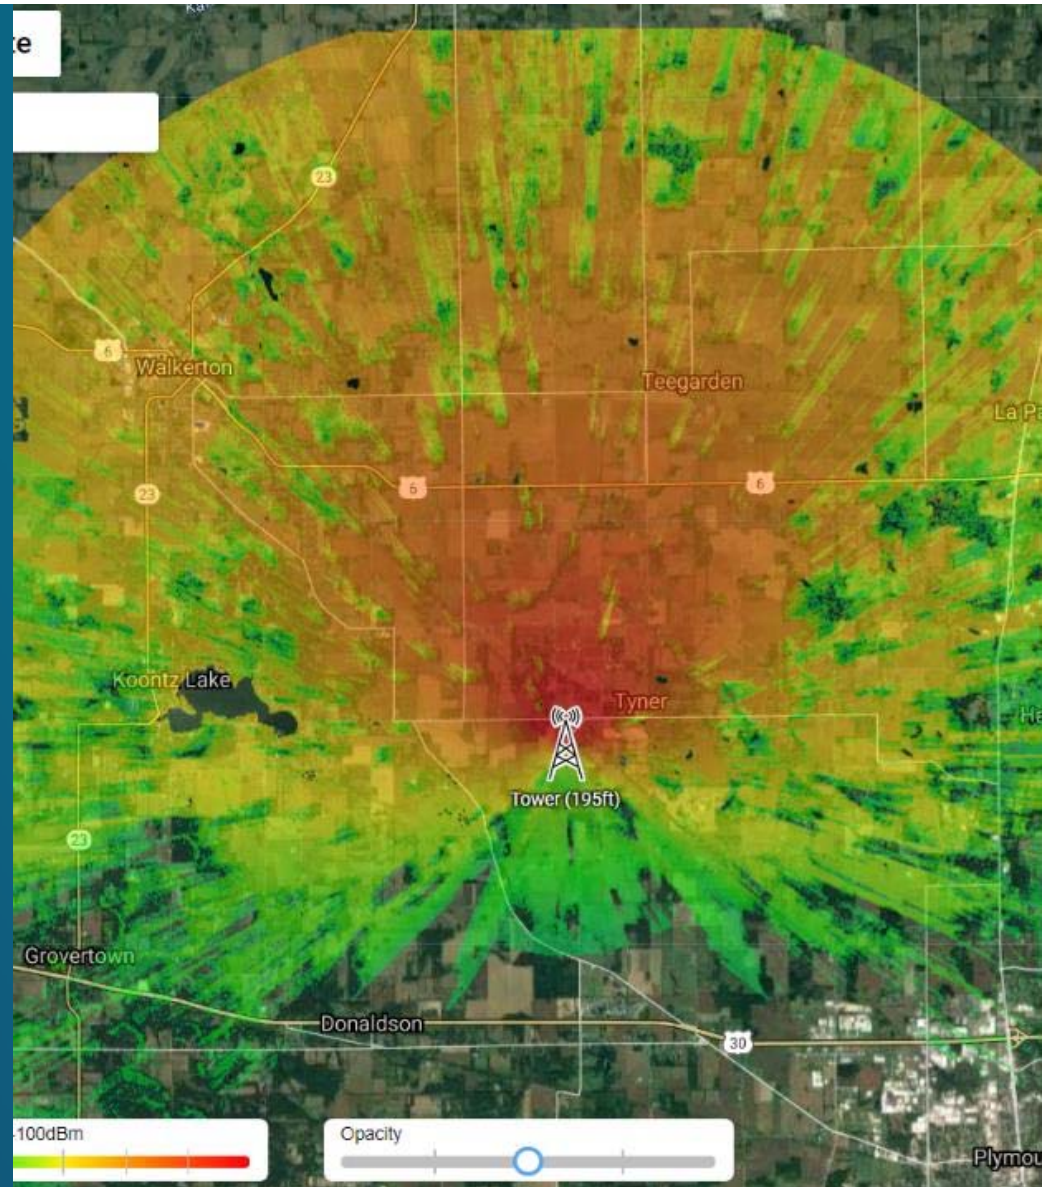 te
23
6
Walkerton
Teegarden
La Pa
6
6
23
Koontz Lake
Tyner
He
Tower (195ft)
23
Grovertown
Donaldson
30
-100dBm
Opacity
Plymou